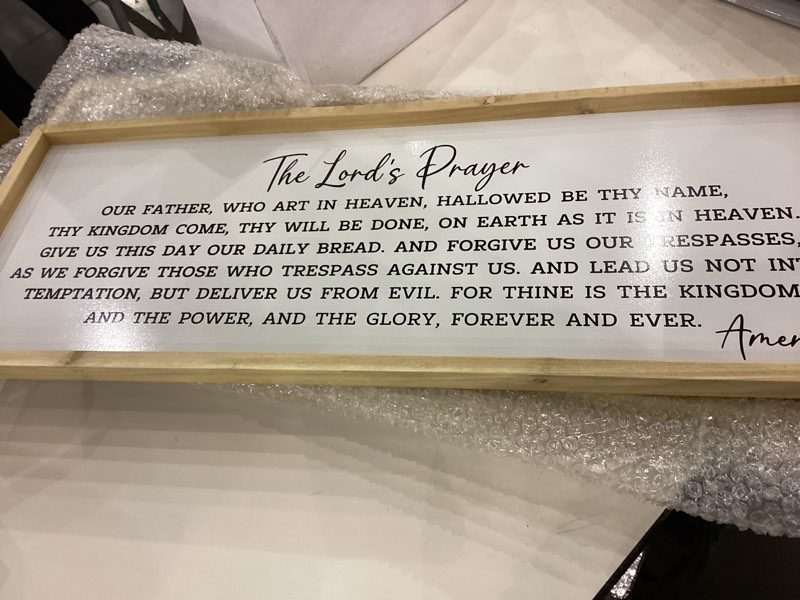 The Lord's Prayer
OUR FATHER, WHO ART IN HEAVEN, HALLOWED BE THY NAME,
THY KINGDOM COME, THY WILL BE DONE, ON EARTH AS IT IS IN HEAVEN.
GIVE US THIS DAY OUR DAILY BREAD. AND FORGIVE US OUR TRESPASSES,
AS WE FORGIVE THOSE WHO TRESPASS AGAINST US. AND LEAD US NOT INT
TEMPTATION, BUT DELIVER US FROM EVIL. FOR THINE IS THE KINGDOM
AND THE POWER, AND THE GLORY, FOREVER AND EVER.
Amen